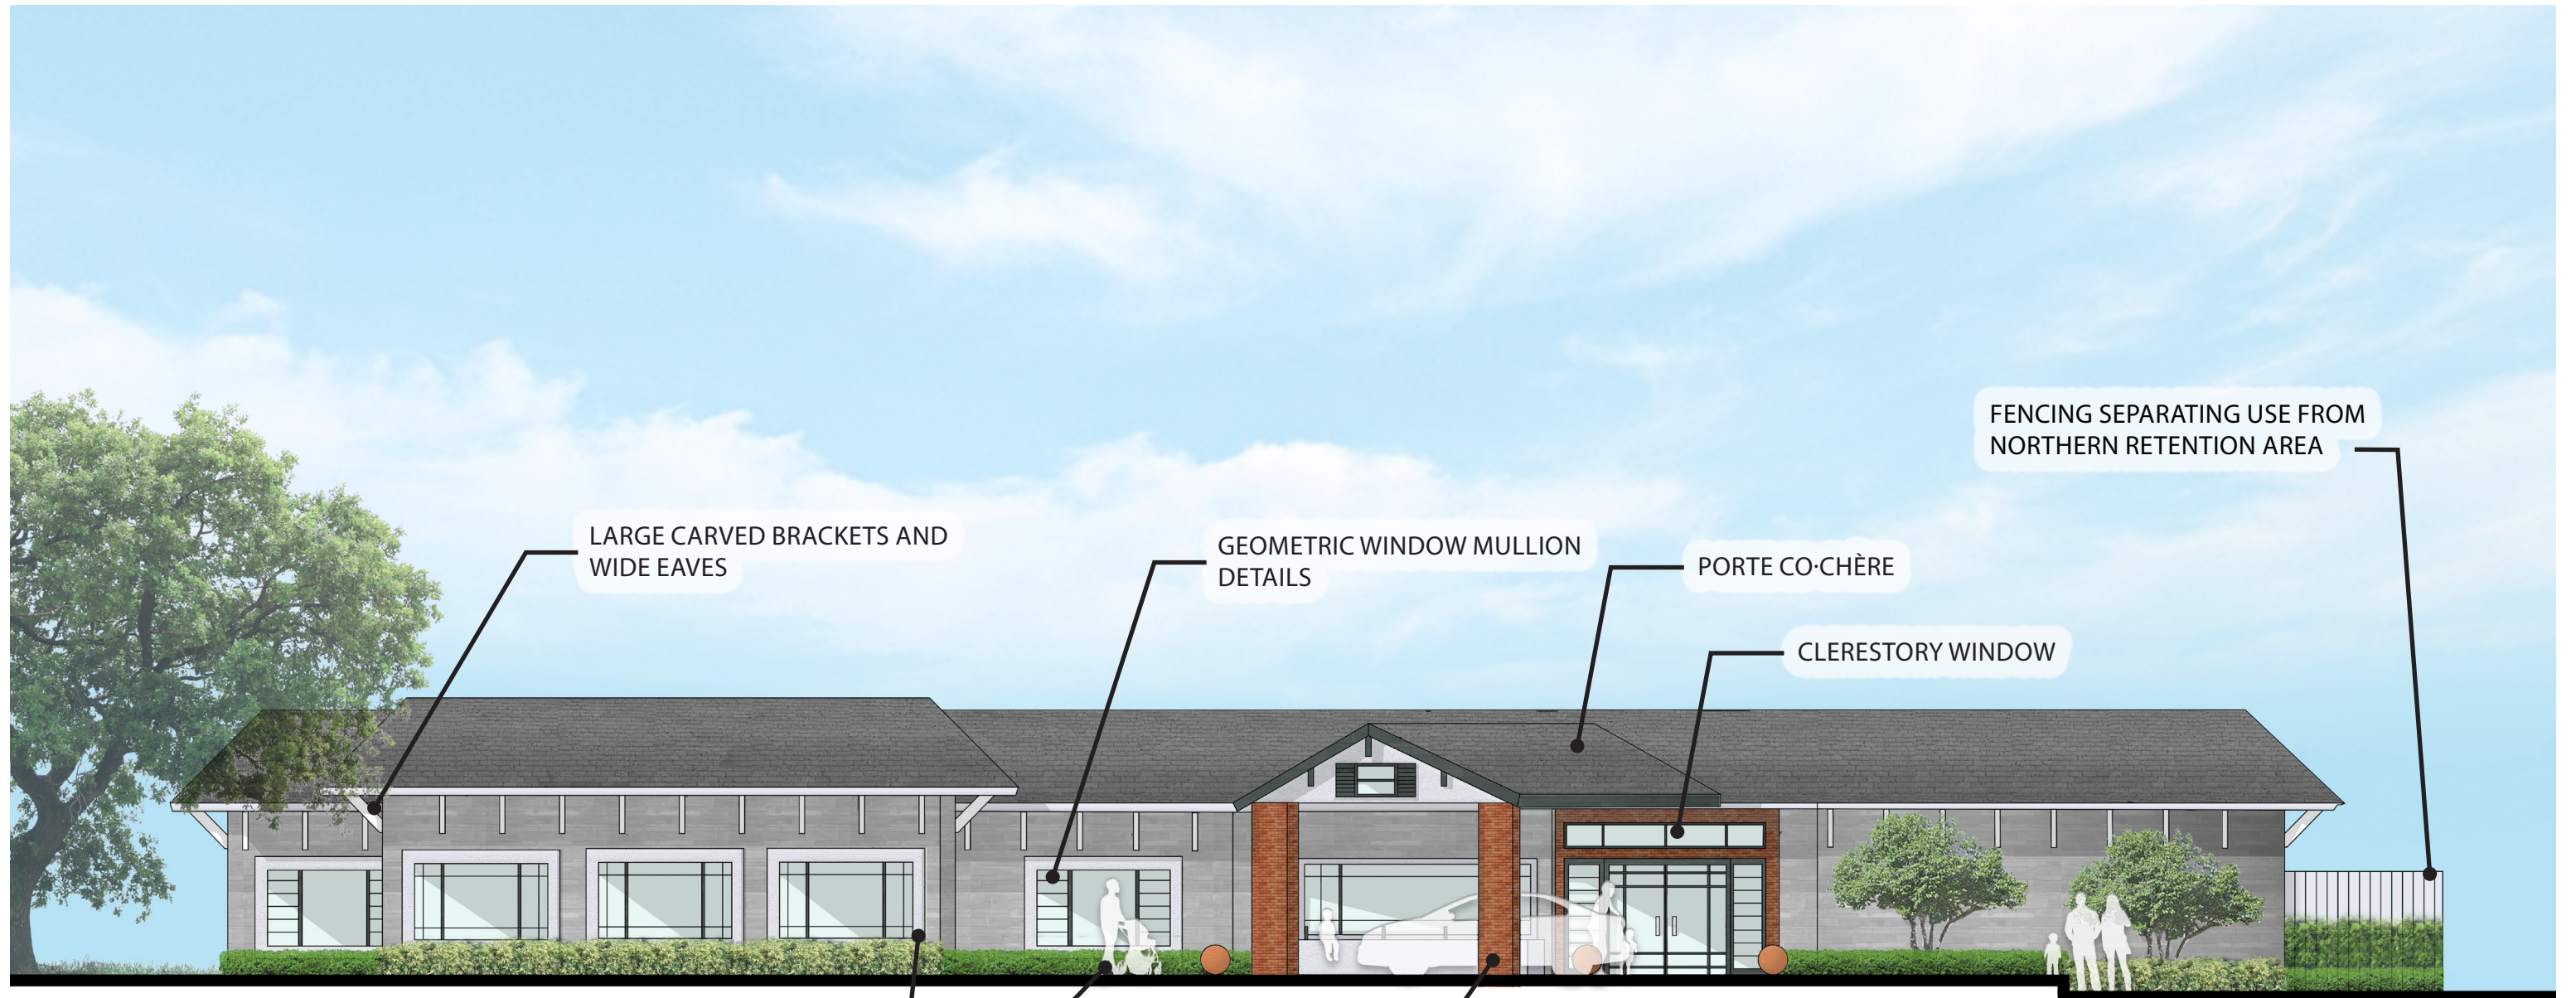 FENCING SEPARATING USE FROM
NORTHERN RETENTION AREA
LARGE CARVED BRACKETS AND
WIDE EAVES
GEOMETRIC WINDOW MULLION
DETAILS
PORTE CO·CHÈRE
CLERESTORY WINDOW